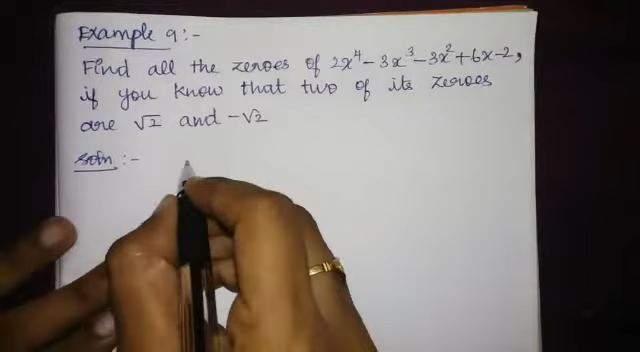 Example 9:-
Find all the zeroes of 2x⁴-3x³-3x²+6x-2,
if you know that two of its zeroes
are √2 and -√2
Soln :-